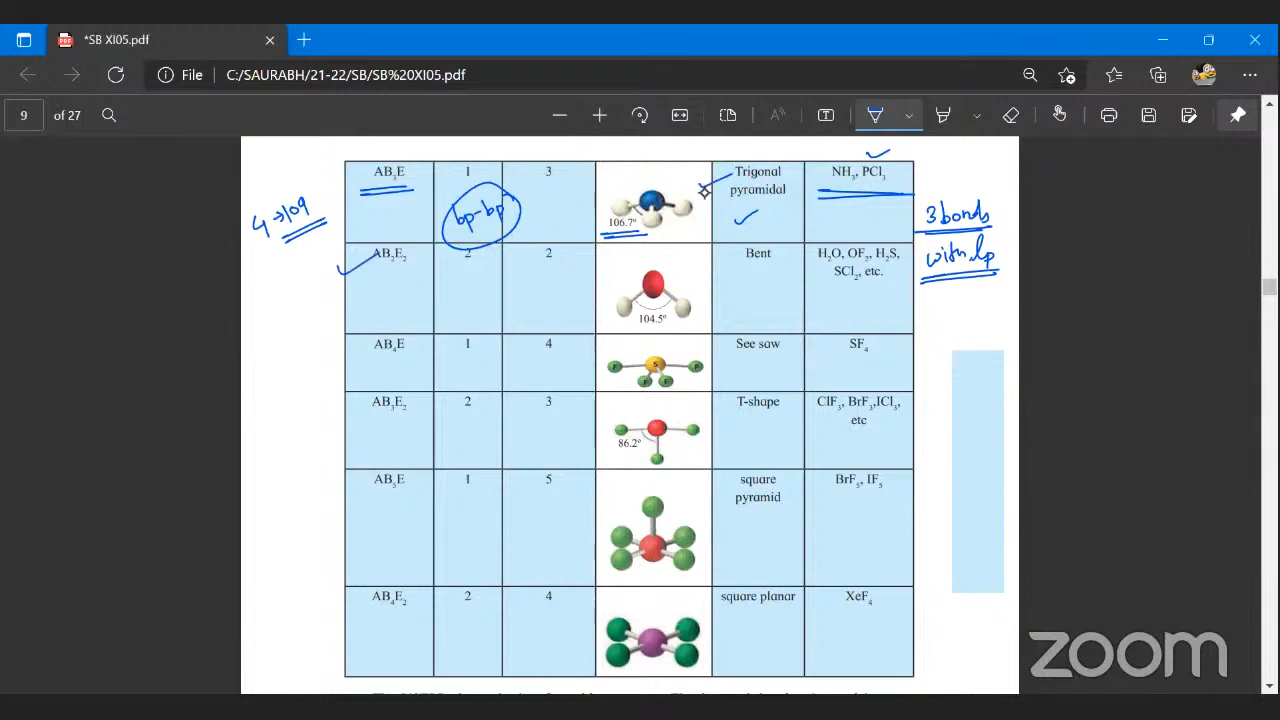 *SB XI05.pdf
File C:/SAURABH/21-22/SB/SB%20XI05.pdf
9 of 27
AB₃E 1 3 106.7° Trigonal pyramidal NH₃, PCl₃
bp-bp
4→109
3 bonds
with lp
AB₂E₂ 2 2 104.5° Bent H₂O, OF₂, H₂S,
SCl₂, etc.
AB₄E 1 4 F S F F F See saw SF₄
AB₃E₂ 2 3 86.2° T-shape ClF₃, BrF₃,ICl₃,
etc
AB₅E 1 5 square pyramid BrF₅, IF₅
AB₄E₂ 2 4 square planar XeF₄
zoom